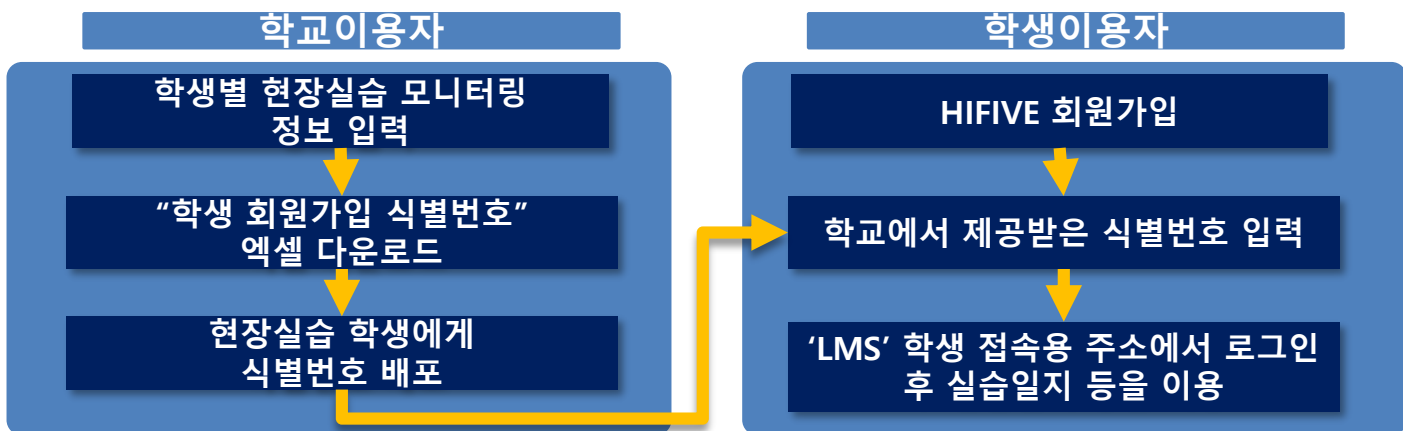 학교이용자
학생별 현장실습 모니터링
정보 입력
“학생 회원가입 식별번호”
엑셀 다운로드
현장실습 학생에게
식별번호 배포
학생이용자
HIFIVE 회원가입
학교에서 제공받은 식별번호 입력
‘LMS’ 학생 접속용 주소에서 로그인
후 실습일지 등을 이용